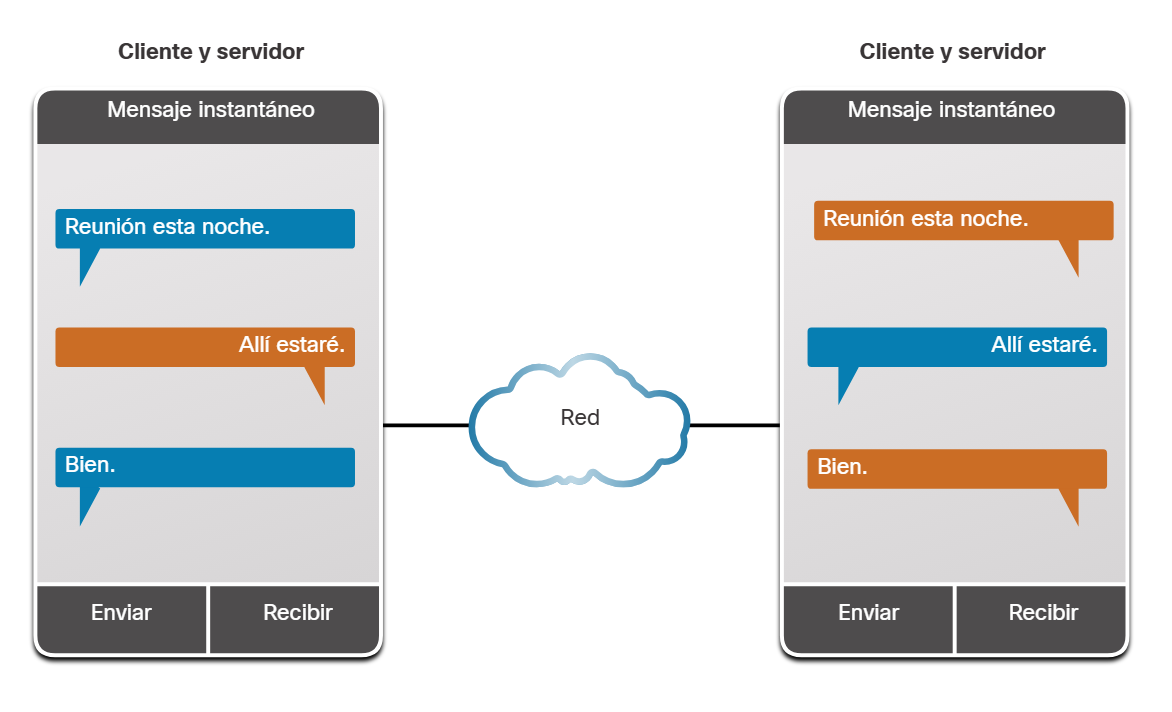 Cliente y servidor
Mensaje instantáneo
Reunión esta noche.
Allí estaré.
Bien.
Enviar
Recibir
Red
Cliente y servidor
Mensaje instantáneo
Reunión esta noche.
Allí estaré.
Bien.
Enviar
Recibir